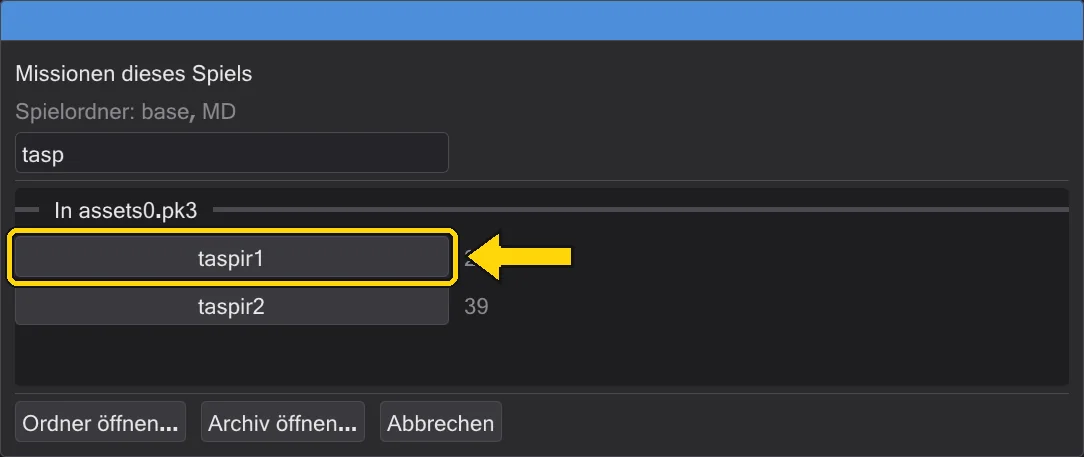 Missionen dieses Spiels
Spielordner: base, MD
tasp
In assets0.pk3
taspir1
taspir2 39
Ordner öffnen... Archiv öffnen... Abbrechen